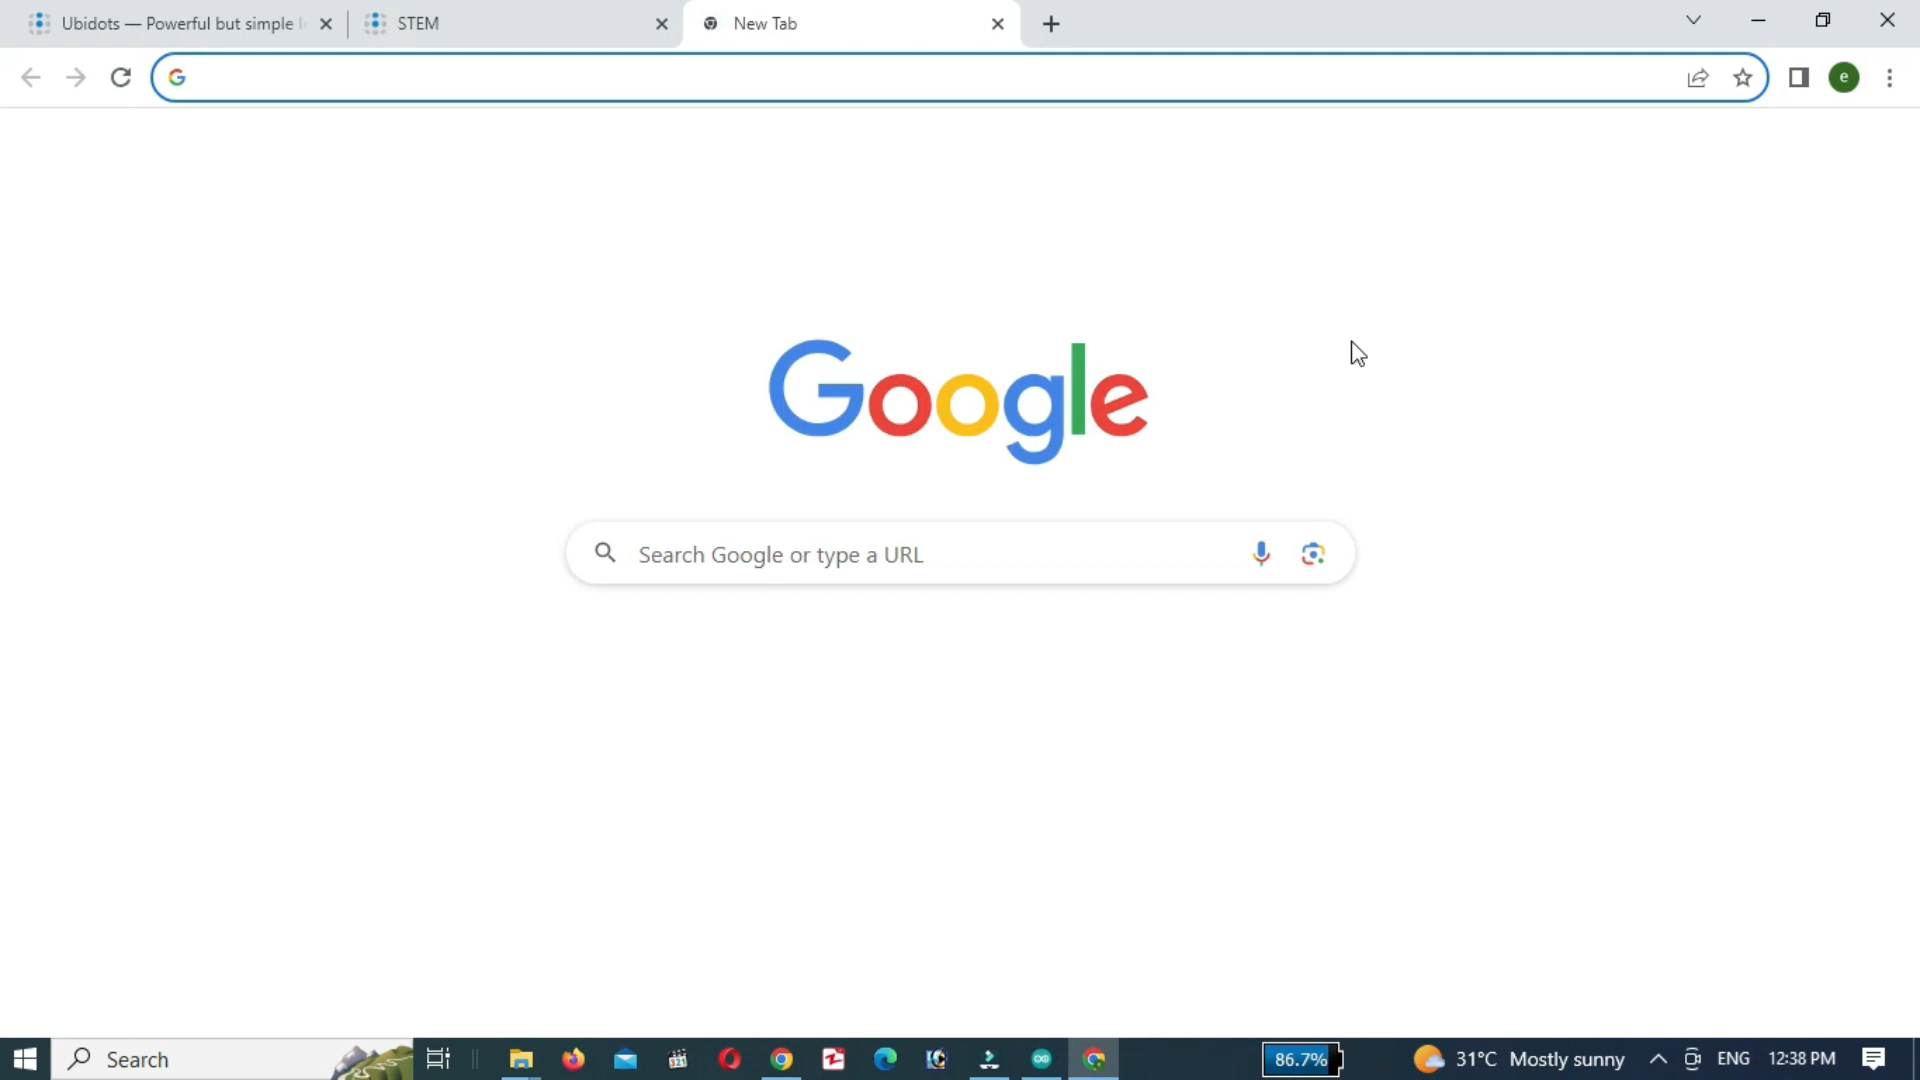 Ubidots — Powerful but simple
STEM
New Tab
e
Google
Search Google or type a URL
Search
321
86.7%
31°C Mostly sunny
ENG
12:38 PM